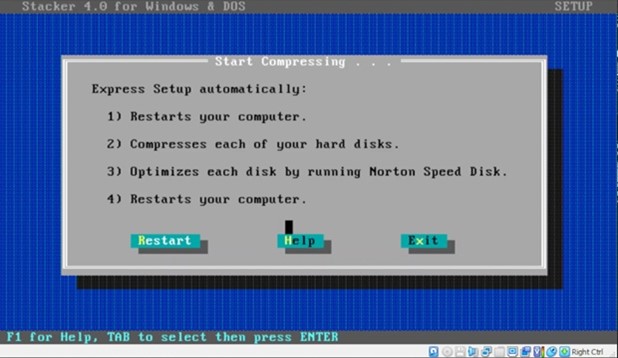 Stacker 4.0 for Windows & DOS SETUP
Start Compressing . . .
Express Setup automatically:
1) Restarts your computer.
2) Compresses each of your hard disks.
3) Optimizes each disk by running Norton Speed Disk.
4) Restarts your computer.
Restart Help Exit
F1 for Help, TAB to select then press ENTER
Right Ctrl